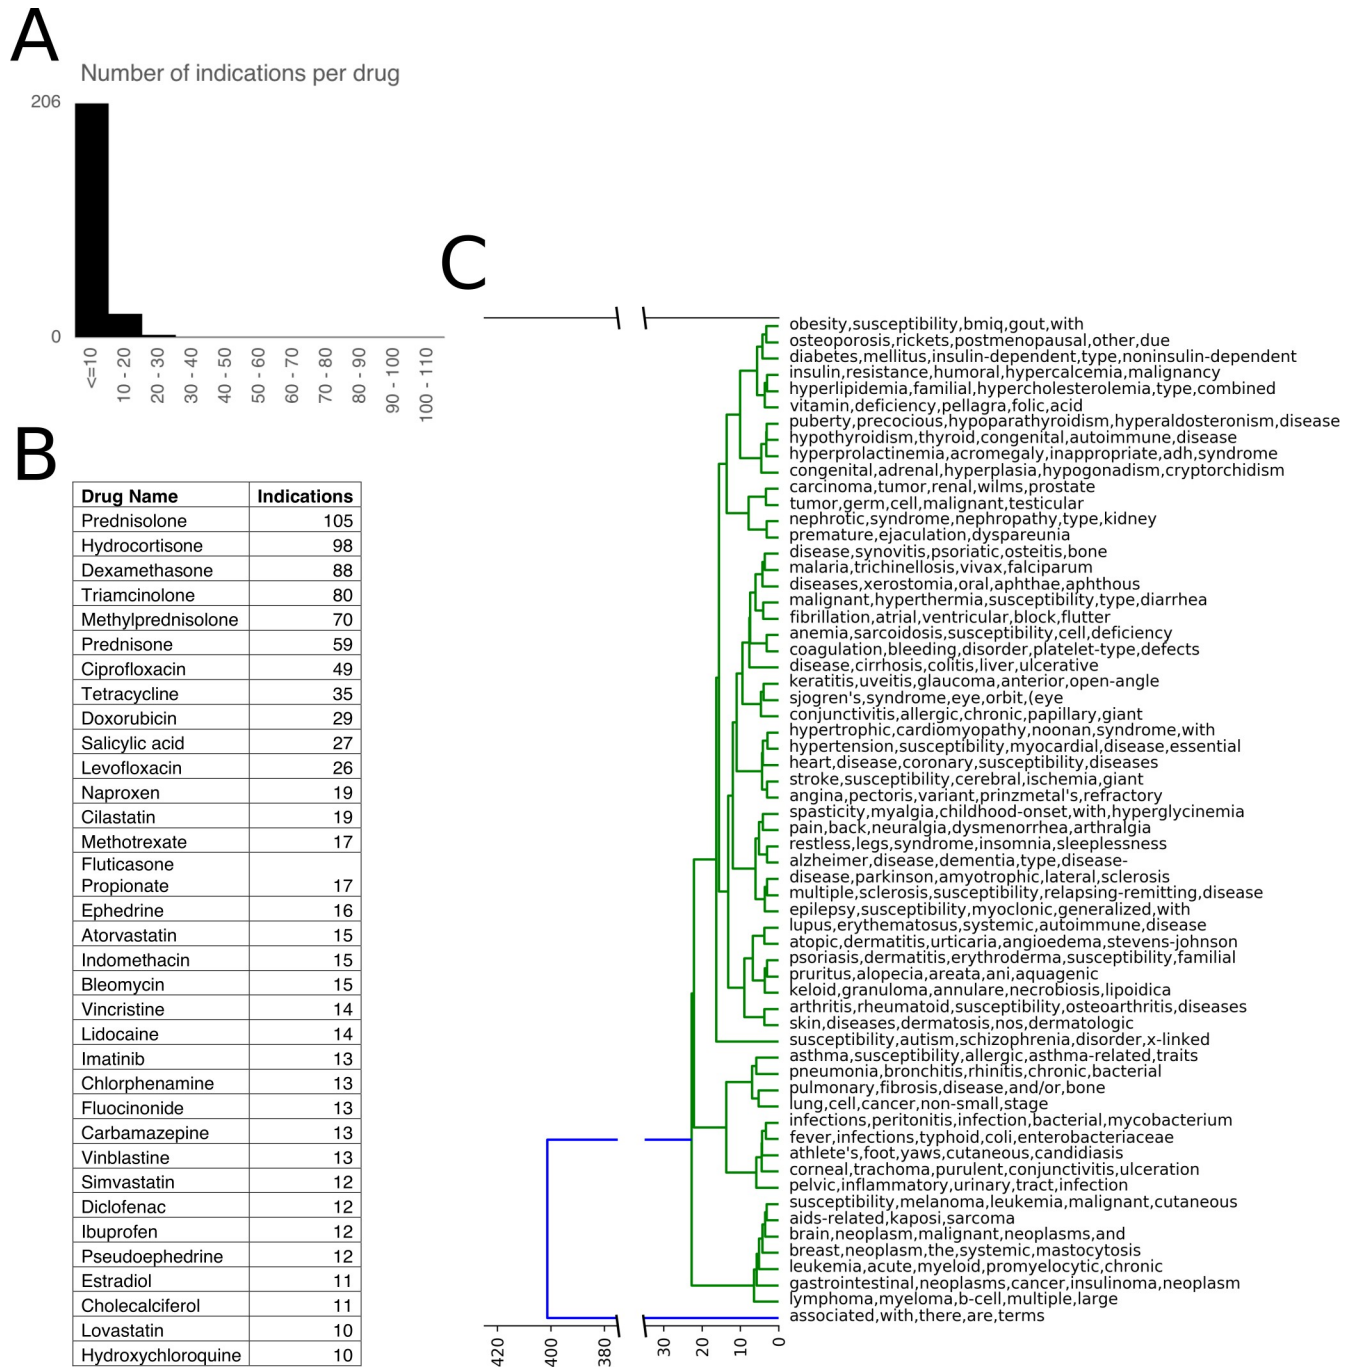 A
Number of indications per drug
206
0
<=10
10 - 20
20 - 30
30 - 40
40 - 50
50 - 60
60 - 70
70 - 80
80 - 90
90 - 100
100 - 110
B
Drug Name Indications
Prednisolone 105
Hydrocortisone 98
Dexamethasone 88
Triamcinolone 80
Methylprednisolone 70
Prednisone 59
Ciprofloxacin 49
Tetracycline 35
Doxorubicin 29
Salicylic acid 27
Levofloxacin 26
Naproxen 19
Cilastatin 19
Methotrexate 17
Fluticasone
Propionate 17
Ephedrine 16
Atorvastatin 15
Indomethacin 15
Bleomycin 15
Vincristine 14
Lidocaine 14
Imatinib 13
Chlorphenamine 13
Fluocinonide 13
Carbamazepine 13
Vinblastine 13
Simvastatin 12
Diclofenac 12
Ibuprofen 12
Pseudoephedrine 12
Estradiol 11
Cholecalciferol 11
Lovastatin 10
Hydroxychloroquine 10
C
obesity,susceptibility,bmiq,gout,with
osteoporosis,rickets,postmenopausal,other,due
diabetes,mellitus,insulin-dependent,type,noninsulin-dependent
insulin,resistance,humoral,hypercalcemia,malignancy
hyperlipidemia,familial,hypercholesterolemia,type,combined
vitamin,deficiency,pellagra,folic,acid
puberty,precocious,hypoparathyroidism,hyperaldosteronism,disease
hypothyroidism,thyroid,congenital,autoimmune,disease
hyperprolactinemia,acromegaly,inappropriate,adh,syndrome
congenital,adrenal,hyperplasia,hypogonadism,cryptorchidism
carcinoma,tumor,renal,wilms,prostate
tumor,germ,cell,malignant,testicular
nephrotic,syndrome,nephropathy,type,kidney
premature,ejaculation,dyspareunia
disease,synovitis,psoriatic,osteitis,bone
malaria,trichinellosis,vivax,falciparum
diseases,xerostomia,oral,aphthae,aphthous
malignant,hyperthermia,susceptibility,type,diarrhea
fibrillation,atrial,ventricular,block,flutter
anemia,sarcoidosis,susceptibility,cell,deficiency
coagulation,bleeding,disorder,platelet-type,defects
disease,cirrhosis,colitis,liver,ulcerative
keratitis,uveitis,glaucoma,anterior,open-angle
sjogren's,syndrome,eye,orbit,(eye
conjunctivitis,allergic,chronic,papillary,giant
hypertrophic,cardiomyopathy,noonan,syndrome,with
hypertension,susceptibility,myocardial,disease,essential
heart,disease,coronary,susceptibility,diseases
stroke,susceptibility,cerebral,ischemia,giant
angina,pectoris,variant,prinzmetal's,refractory
spasticity,myalgia,childhood-onset,with,hyperglycinemia
pain,back,neuralgia,dysmenorrhea,arthralgia
restless,legs,syndrome,insomnia,sleeplessness
alzheimer,disease,dementia,type,disease-
disease,parkinson,amyotrophic,lateral,sclerosis
multiple,sclerosis,susceptibility,relapsing-remitting,disease
epilepsy,susceptibility,myoclonic,generalized,with
lupus,erythematosus,systemic,autoimmune,disease
atopic,dermatitis,urticaria,angioedema,stevens-johnson
psoriasis,dermatitis,erythroderma,susceptibility,familial
pruritus,alopecia,areata,ani,aquagenic
keloid,granuloma,annulare,necrobiosis,lipoidica
arthritis,rheumatoid,susceptibility,osteoarthritis,diseases
skin,diseases,dermatosis,nos,dermatologic
susceptibility,autism,schizophrenia,disorder,x-linked
asthma,susceptibility,allergic,asthma-related,traits
pneumonia,bronchitis,rhinitis,chronic,bacterial
pulmonary,fibrosis,disease,and/or,bone
lung,cell,cancer,non-small,stage
infections,peritonitis,infection,bacterial,mycobacterium
fever,infections,typhoid,coli,enterobacteriaceae
athlete's,foot,yaws,cutaneous,candidiasis
corneal,trachoma,purulent,conjunctivitis,ulceration
pelvic,inflammatory,urinary,tract,infection
susceptibility,melanoma,leukemia,malignant,cutaneous
aids-related,kaposi,sarcoma
brain,neoplasm,malignant,neoplasms,and
breast,neoplasm,the,systemic,mastocytosis
leukemia,acute,myeloid,promyelocytic,chronic
gastrointestinal,neoplasms,cancer,insulinoma,neoplasm
lymphoma,myeloma,b-cell,multiple,large
associated,with,there,are,terms
420
400
380
30
20
10
0